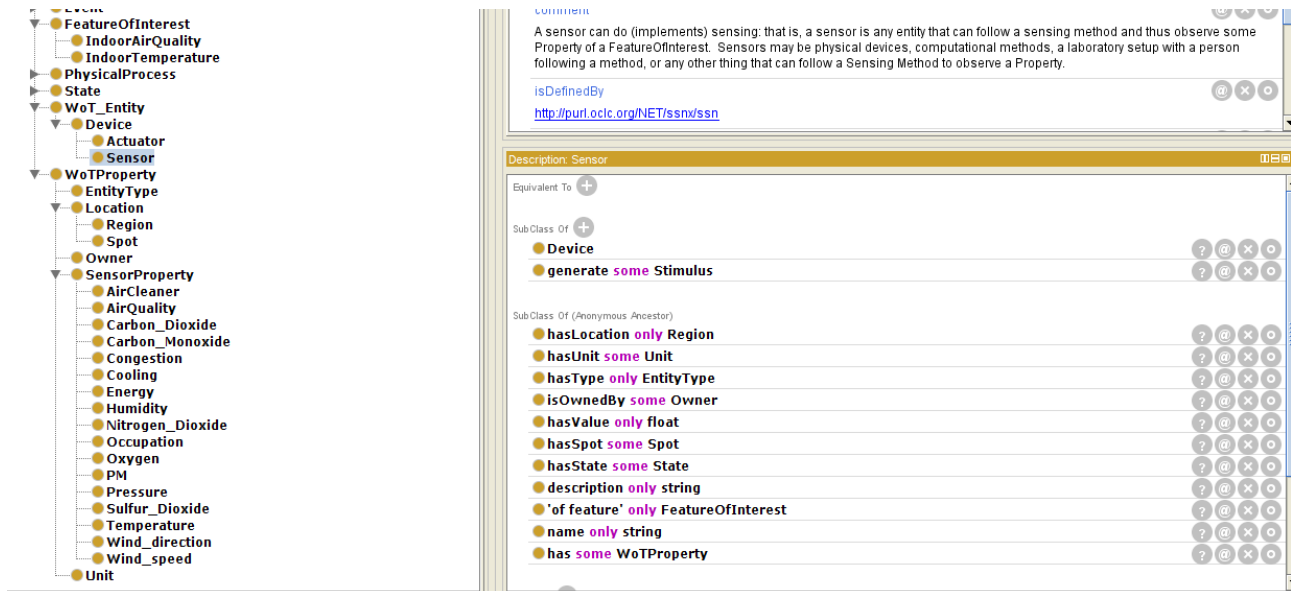 Event
FeatureOfInterest
IndoorAirQuality
IndoorTemperature
PhysicalProcess
State
WoT_Entity
Device
Actuator
Sensor
WoTProperty
EntityType
Location
Region
Spot
Owner
SensorProperty
AirCleaner
AirQuality
Carbon_Dioxide
Carbon_Monoxide
Congestion
Cooling
Energy
Humidity
Nitrogen_Dioxide
Occupation
Oxygen
PM
Pressure
Sulfur_Dioxide
Temperature
Wind_direction
Wind_speed
Unit
comment
A sensor can do (implements) sensing: that is, a sensor is any entity that can follow a sensing method and thus observe some
Property of a FeatureOfInterest. Sensors may be physical devices, computational methods, a laboratory setup with a person
following a method, or any other thing that can follow a Sensing Method to observe a Property.
isDefinedBy
http://purl.oclc.org/NET/ssnx/ssn
Description: Sensor
Equivalent To
SubClass Of
Device
generate some Stimulus
SubClass Of (Anonymous Ancestor)
hasLocation only Region
hasUnit some Unit
hasType only EntityType
isOwnedBy some Owner
hasValue only float
hasSpot some Spot
hasState some State
description only string
'of feature' only FeatureOfInterest
name only string
has some WoTProperty